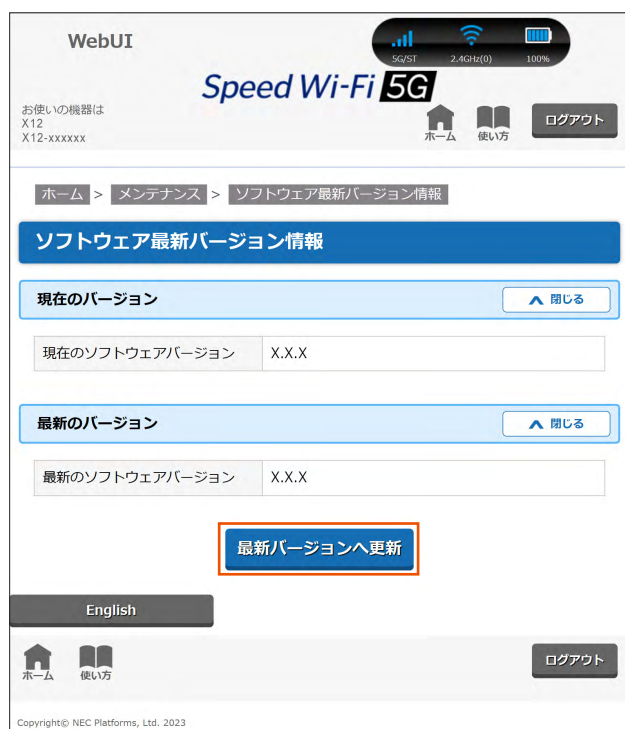 WebUI
5G/ST 2.4GHz(0) 100%
Speed Wi-Fi 5G
お使いの機器は
X12
X12-xxxxxx
ホーム 使い方 ログアウト
ホーム > メンテナンス > ソフトウェア最新バージョン情報
ソフトウェア最新バージョン情報
現在のバージョン 閉じる
現在のソフトウェアバージョン X.X.X
最新のバージョン 閉じる
最新のソフトウェアバージョン X.X.X
最新バージョンへ更新
English
ホーム 使い方 ログアウト
Copyright© NEC Platforms, Ltd. 2023